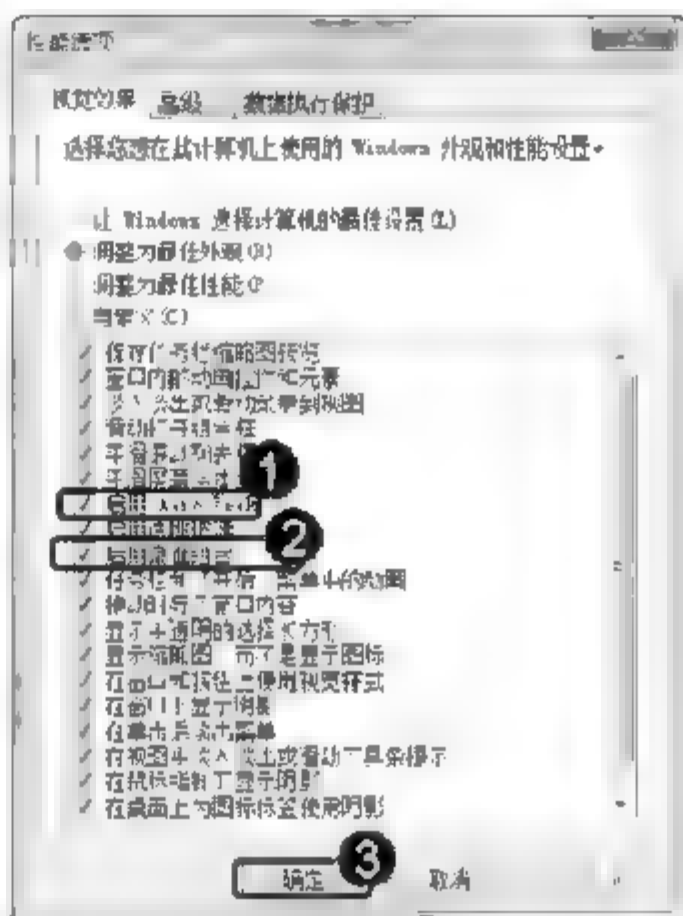 性能选项
视觉效果 高级 数据执行保护
选择您想在此计算机上使用的 Windows 外观和性能设置。
让 Windows 选择计算机的最佳设置(L)
调整为最佳外观(B)
调整为最佳性能(P
自定义(C)
保存任务栏缩略图预览
窗口内的动画控件和元素
淡入淡出或滑动菜单到视图
滑动打开组合框
平滑滚动列表框
1
启用 Aero Peek
2
启用桌面组合
任务栏和「开始」菜单中的动画
拖动时显示窗口内容
显示半透明的选择长方形
显示缩略图 而不是显示图标
在窗口和按钮上使用视觉样式
在窗口下显示阴影
在单击后淡出菜单
在视图中淡入淡出或滑动工具条提示
在鼠标指针下显示阴影
在桌面上为图标标签使用阴影
3
确定 取消